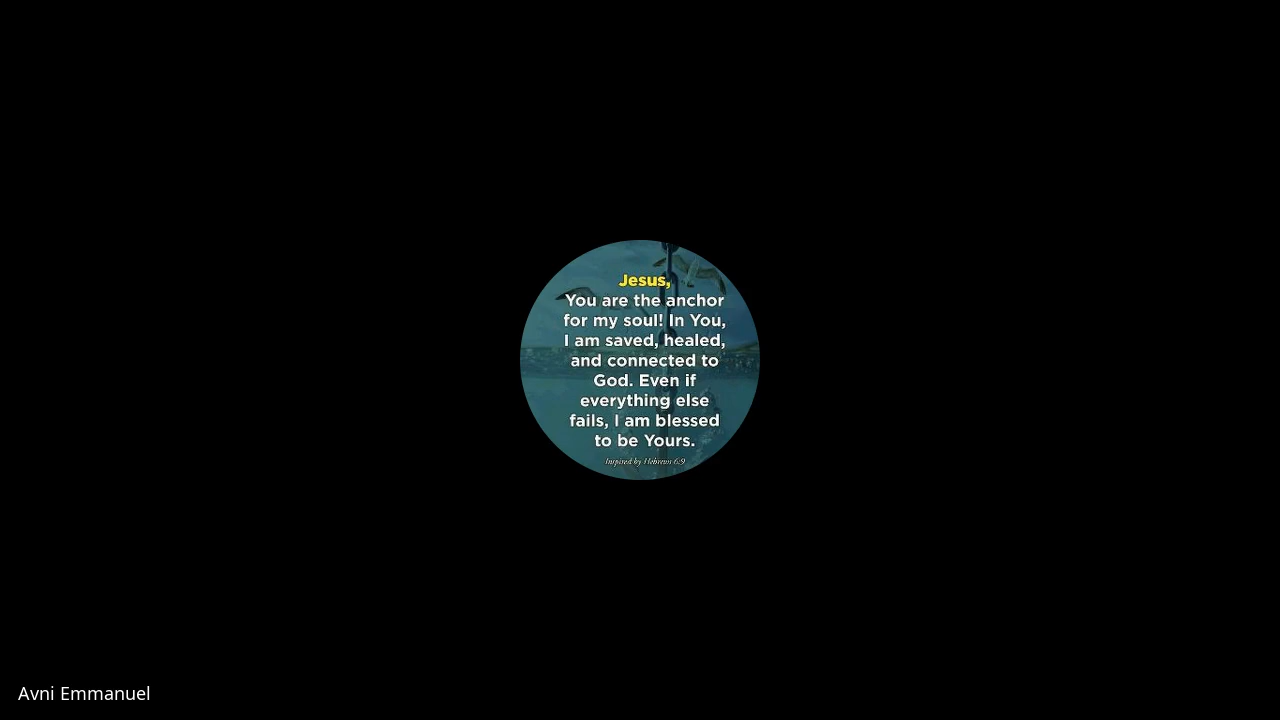 Jesus,
You are the anchor
for my soul! In You,
I am saved, healed,
and connected to
God. Even if
everything else
fails, I am blessed
to be Yours.
Inspired by Hebrews 6:9
Avni Emmanuel